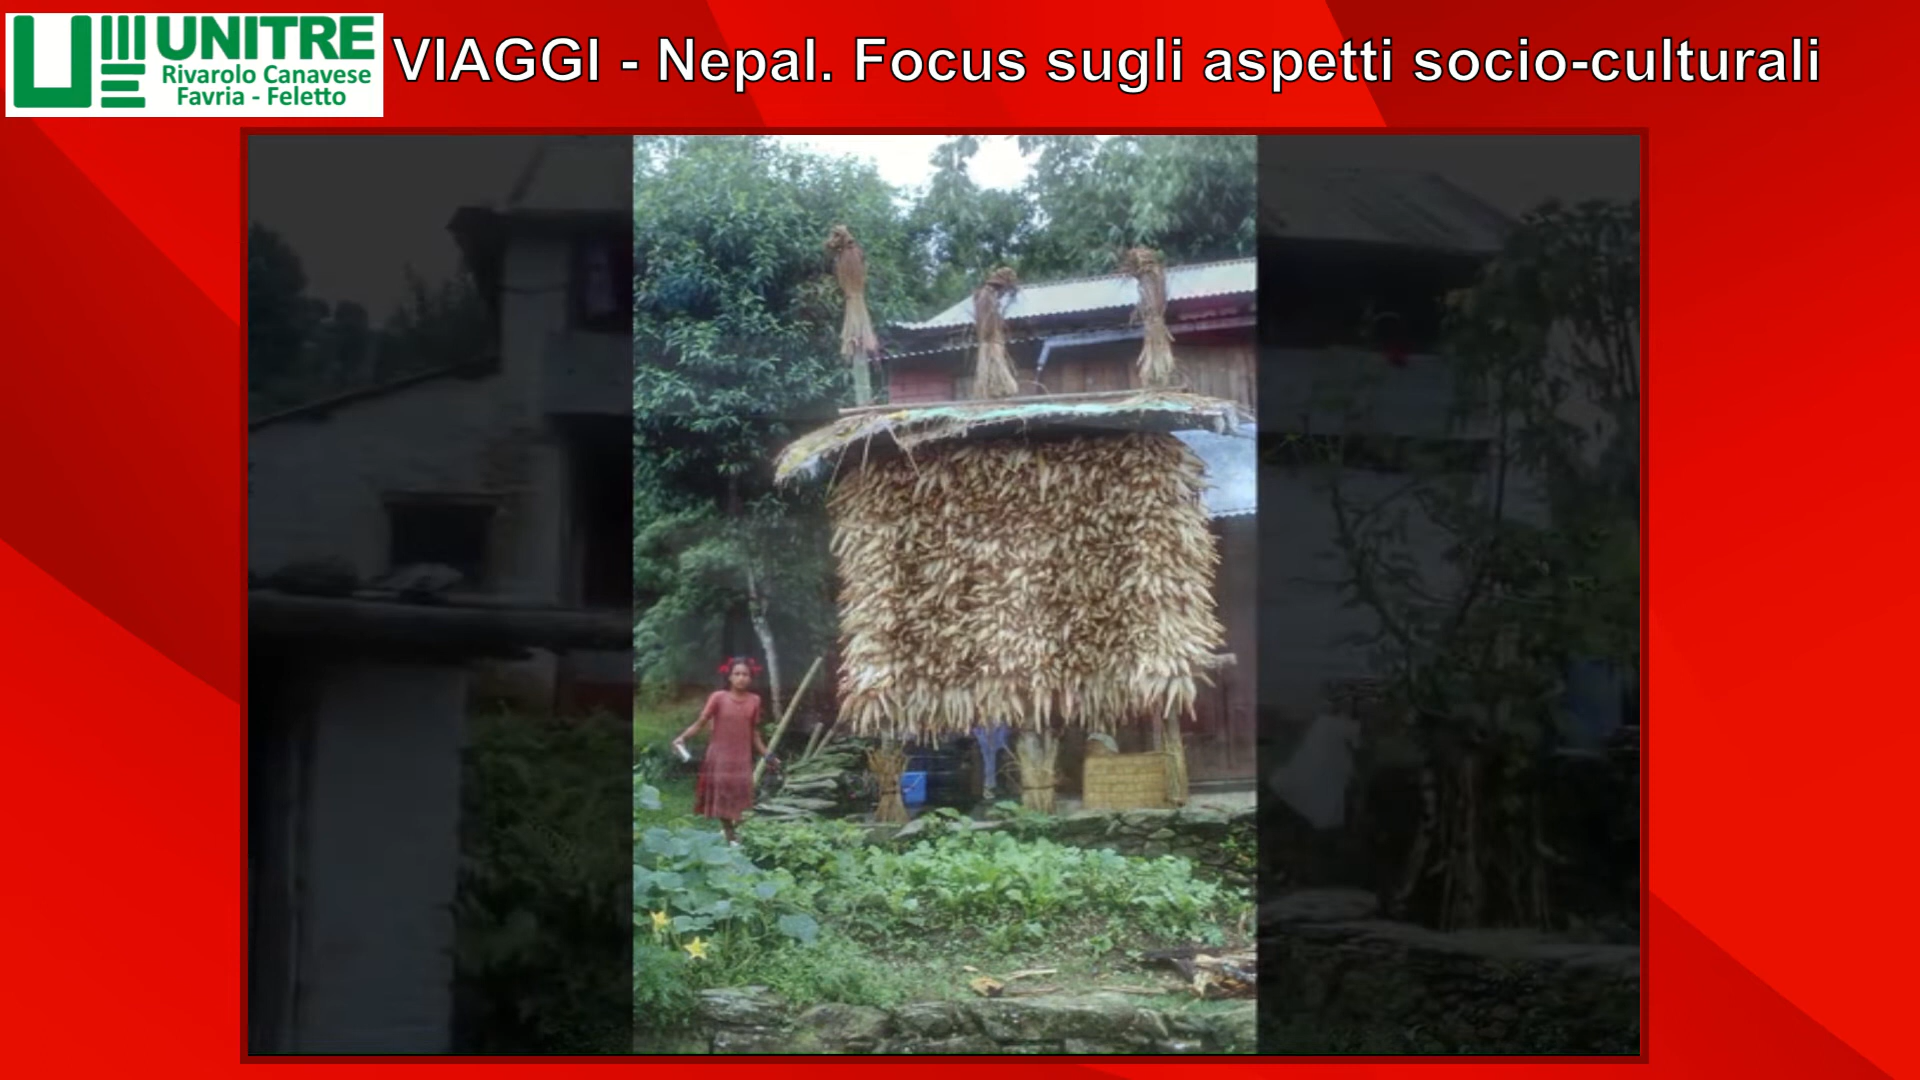 UNITRE
Rivarolo Canavese
Favria - Feletto
VIAGGI - Nepal. Focus sugli aspetti socio-culturali